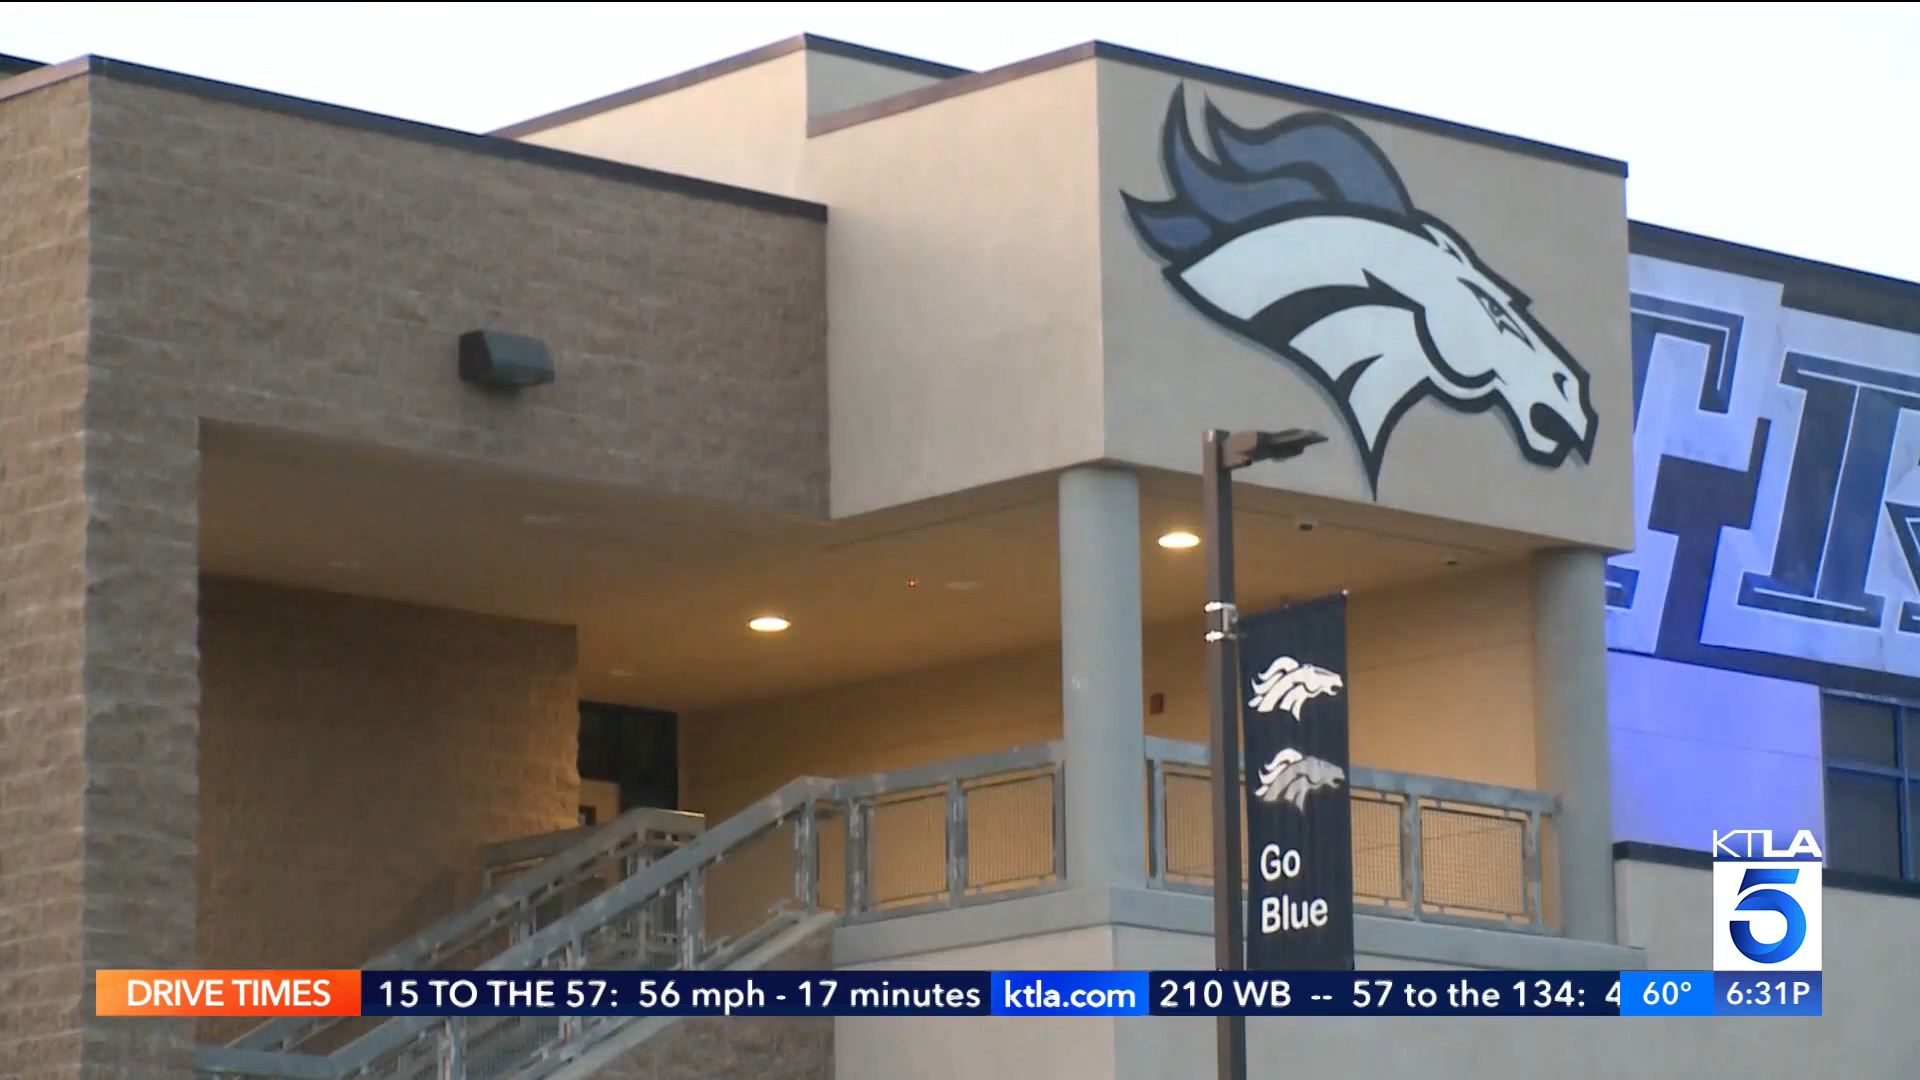 Go
Blue
KTLA
5
DRIVE TIMES 15 TO THE 57: 56 mph - 17 minutes ktla.com 210 WB -- 57 to the 134: 4 60° 6:31P